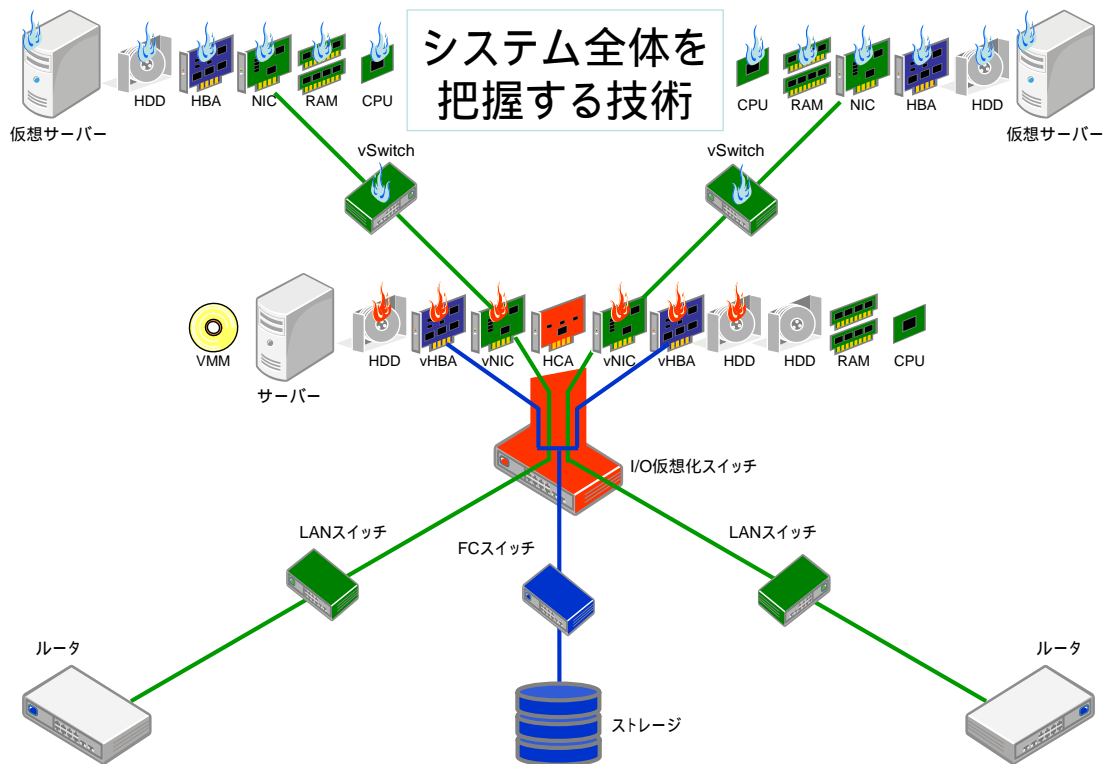 システム全体を
把握する技術
HDD HBA NIC RAM CPU
CPU RAM NIC HBA HDD
仮想サーバー
仮想サーバー
vSwitch
vSwitch
VMM
サーバー
HDD vHBA vNIC HCA vNIC vHBA HDD HDD RAM CPU
I/O仮想化スイッチ
LANスイッチ
FCスイッチ
LANスイッチ
ルータ
ルータ
ストレージ